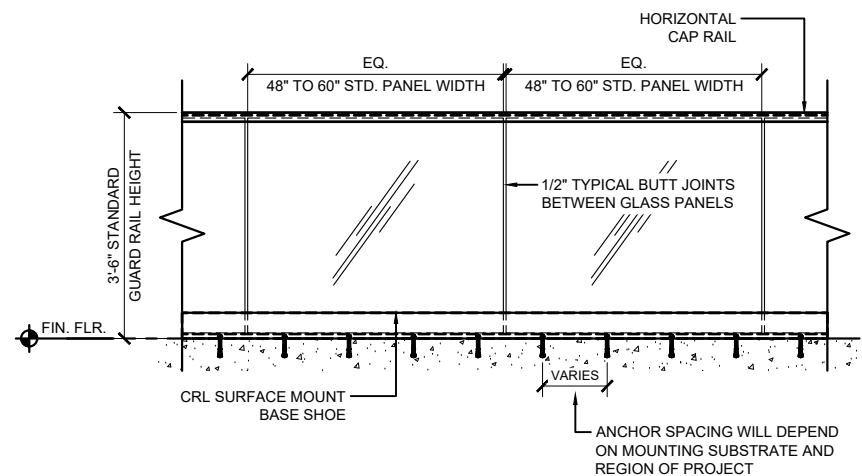 HORIZONTAL
CAP RAIL
EQ.
48" TO 60" STD. PANEL WIDTH
EQ.
48" TO 60" STD. PANEL WIDTH
3'-6" STANDARD
GUARD RAIL HEIGHT
1/2" TYPICAL BUTT JOINTS
BETWEEN GLASS PANELS
FIN. FLR.
VARIES
CRL SURFACE MOUNT
BASE SHOE
ANCHOR SPACING WILL DEPEND
ON MOUNTING SUBSTRATE AND
REGION OF PROJECT